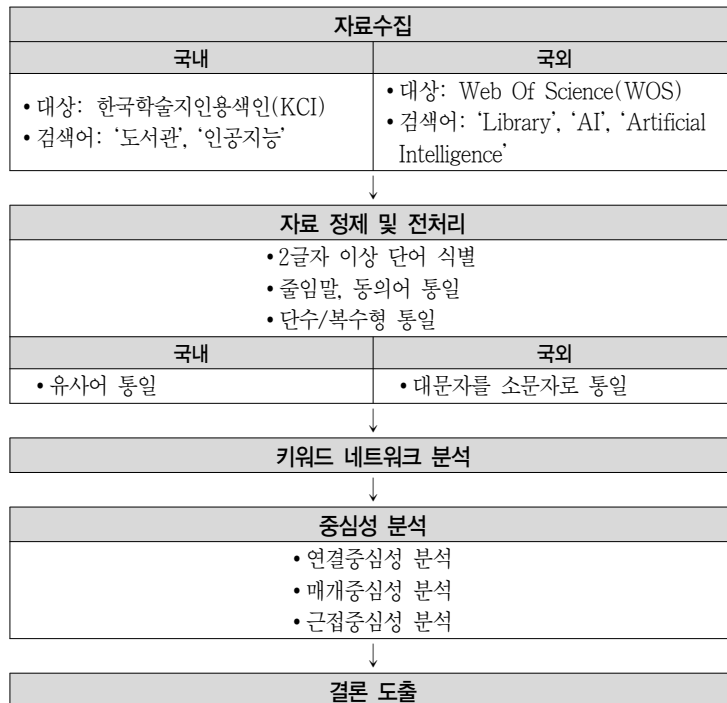 자료수집
국내
국외
• 대상: 한국학술지인용색인(KCI)
• 검색어: ‘도서관’, ‘인공지능’
• 대상: Web Of Science(WOS)
• 검색어: ‘Library’, ‘AI’, ‘Artificial
Intelligence’
↓
자료 정제 및 전처리
• 2글자 이상 단어 식별
• 줄임말, 동의어 통일
• 단수/복수형 통일
국내
국외
• 유사어 통일
• 대문자를 소문자로 통일
↓
키워드 네트워크 분석
↓
중심성 분석
• 연결중심성 분석
• 매개중심성 분석
• 근접중심성 분석
↓
결론 도출